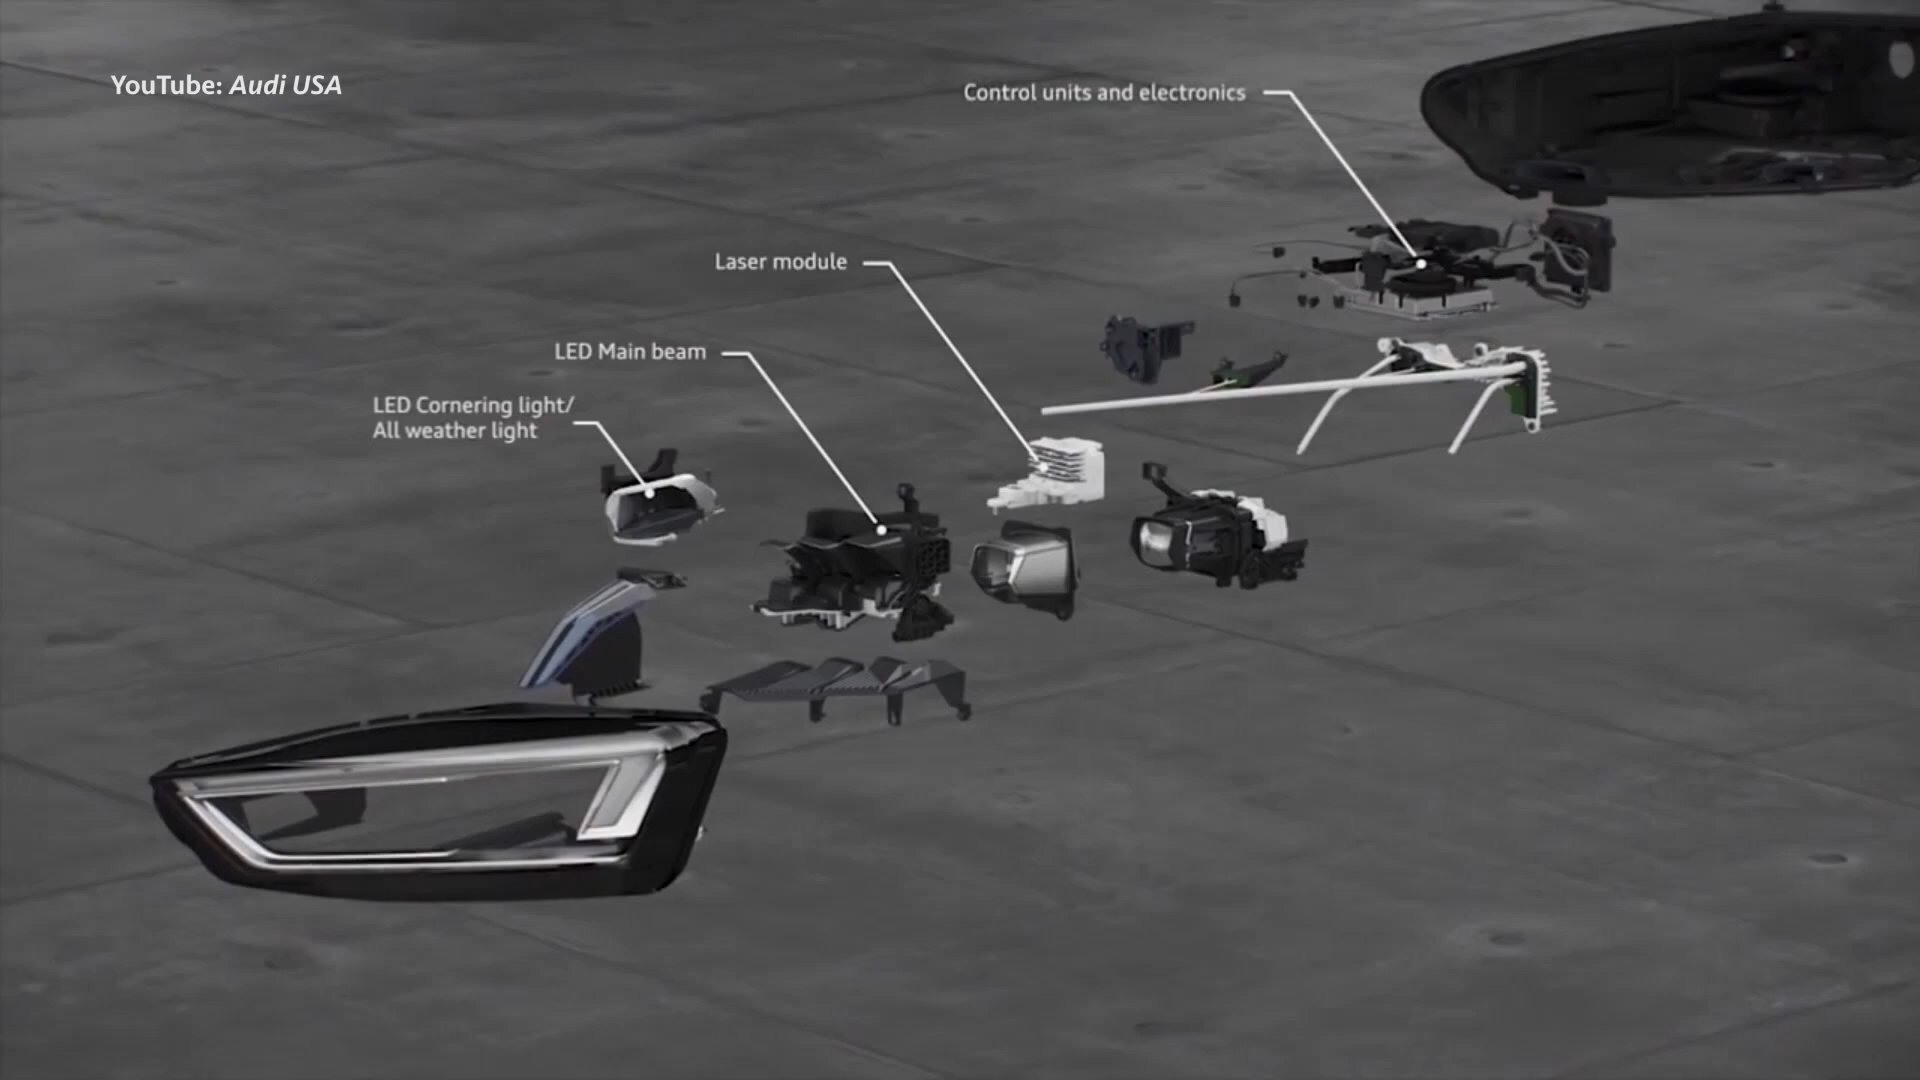 YouTube: Audi USA
Control units and electronics
Laser module
LED Main beam
LED Cornering light/
All weather light